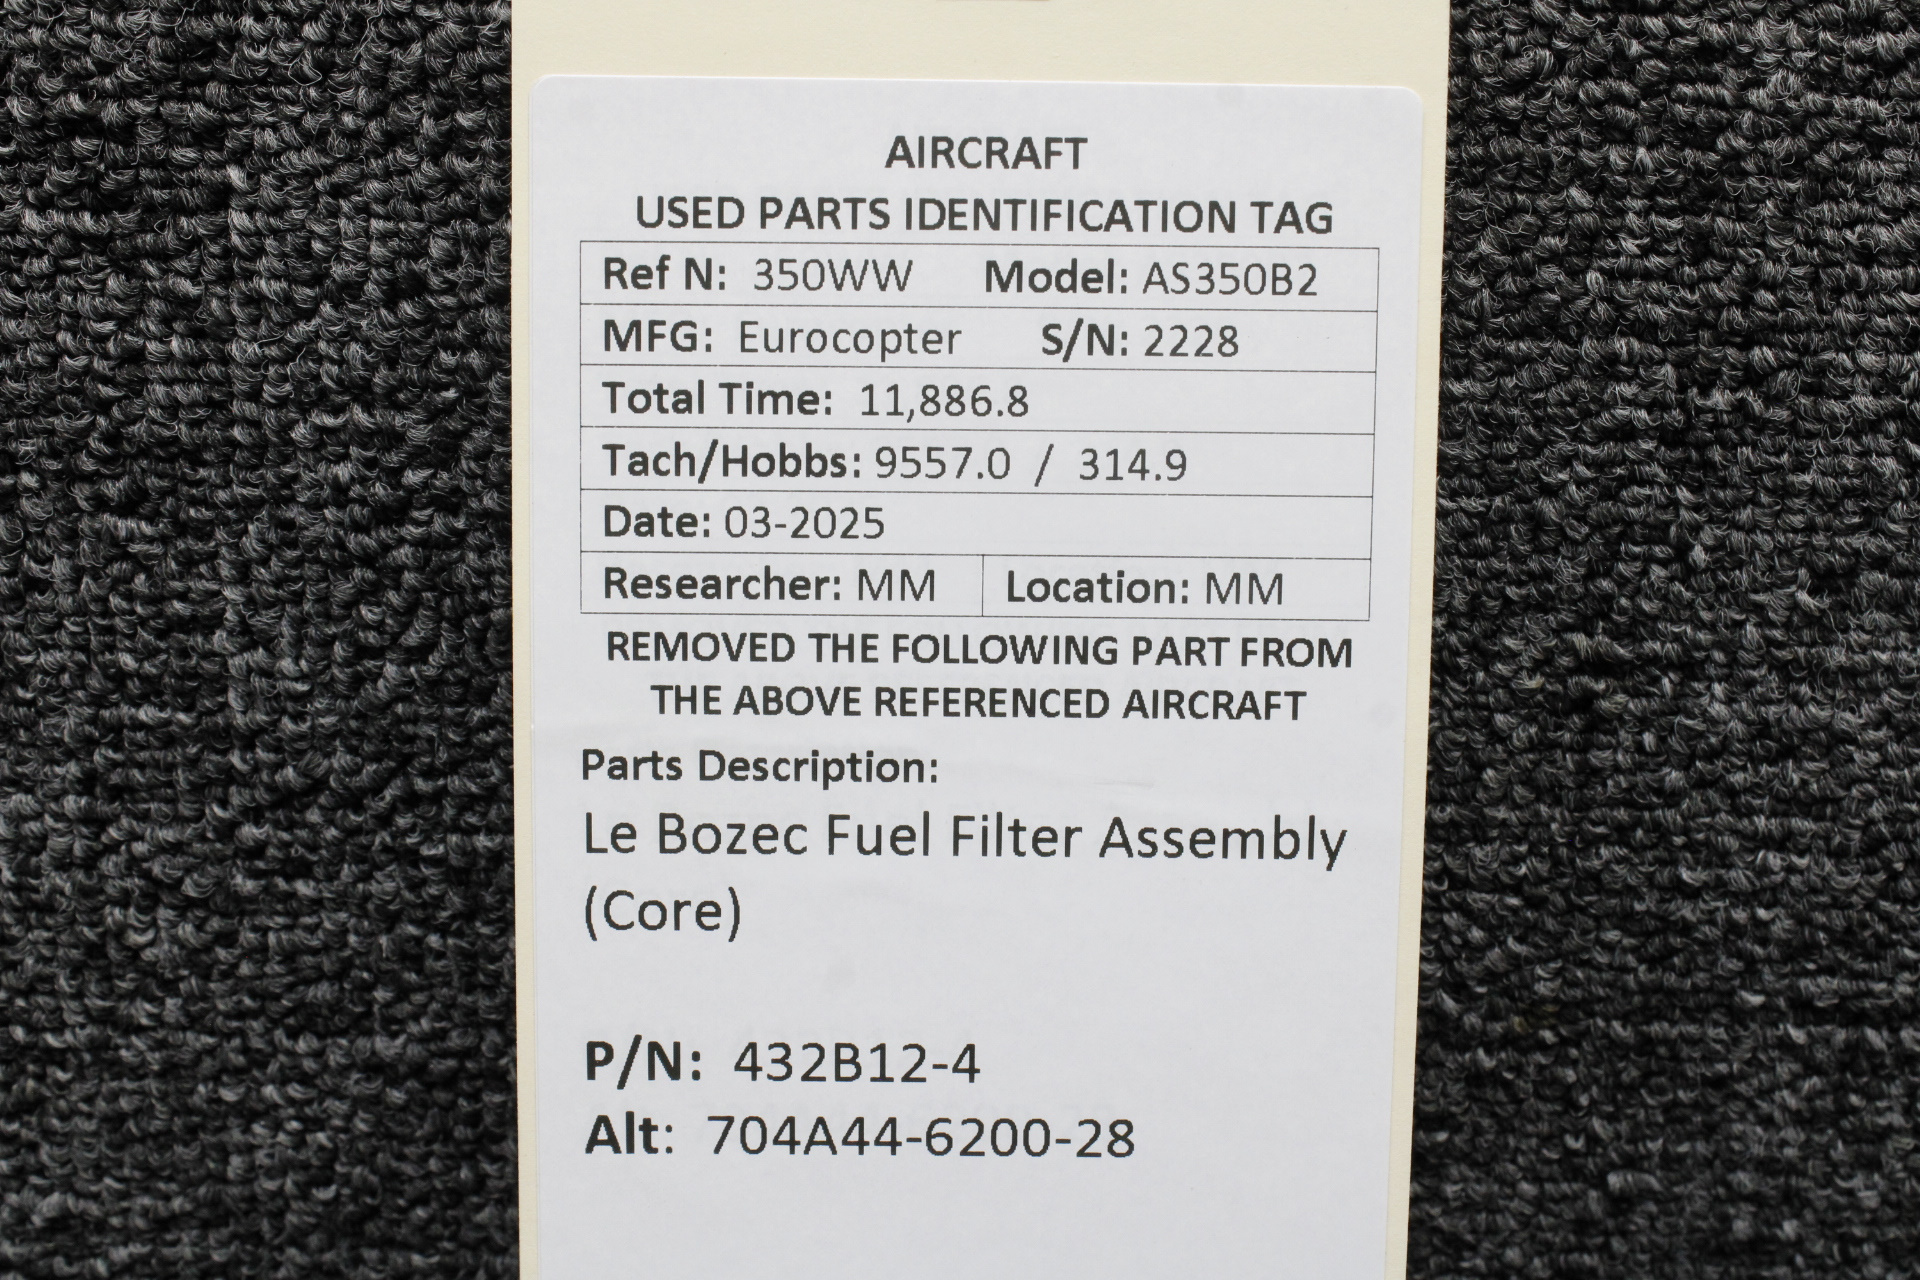 AIRCRAFT
USED PARTS IDENTIFICATION TAG
Ref N: 350WW Model: AS350B2
MFG: Eurocopter S/N: 2228
Total Time: 11,886.8
Tach/Hobbs: 9557.0 / 314.9
Date: 03-2025
Researcher: MM Location: MM
REMOVED THE FOLLOWING PART FROM
THE ABOVE REFERENCED AIRCRAFT
Parts Description:
Le Bozec Fuel Filter Assembly
(Core)
P/N: 432B12-4
Alt: 704A44-6200-28